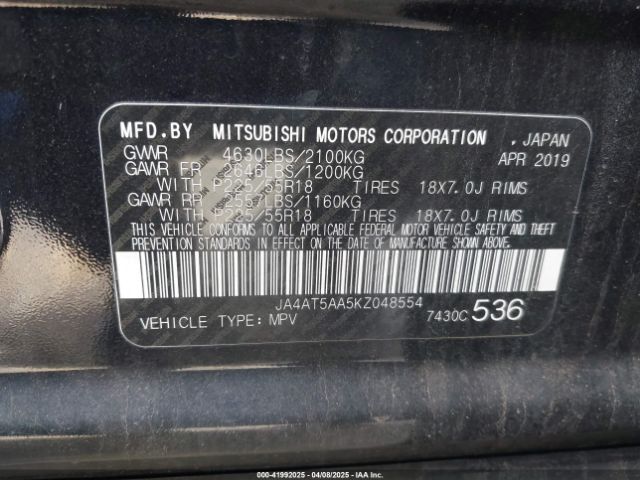 MFD.BY MITSUBISHI MOTORS CORPORATION , JAPAN
GWWR 4630LBS/2100KG APR 2019
GAWR FR 2646LBS/1200KG
WITH P225/55R18 TIRES 18X7.0J RIMS
GAWR RR 2557LBS/1160KG
WITH P225/55R18 TIRES 18X7.0J RIMS
THIS VEHICLE CONFORMS TO ALL APPLICABLE FEDERAL MOTOR VEHICLE SAFETY AND THEFT
PREVENTION STANDARDS IN EFFECT ON THE DATE OF MANUFACTURE SHOWN ABOVE.
JA4AT5AA5KZ048554
VEHICLE TYPE: MPV 7430C 536
000-41992025 - 04/08/2025 - IAAI.CA